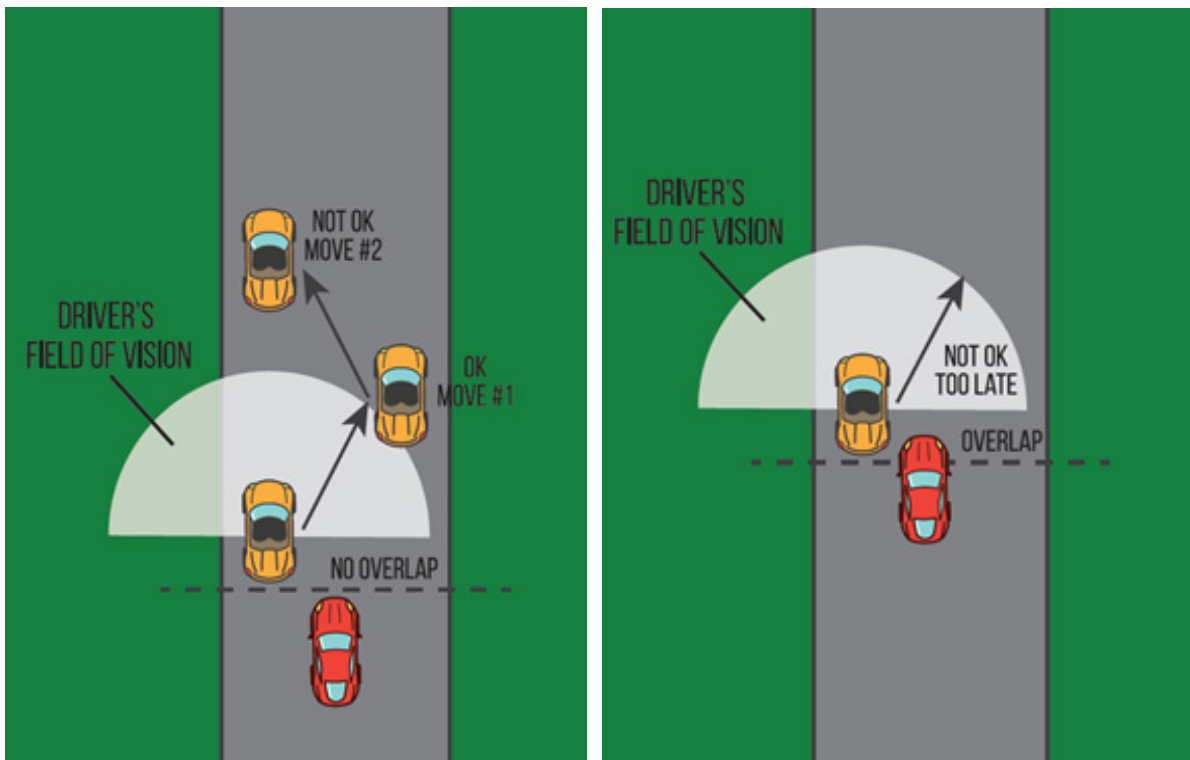 NOT OK
MOVE #2
DRIVER'S
FIELD OF VISION
OK
MOVE #1
NO OVERLAP
DRIVER'S
FIELD OF VISION
NOT OK
TOO LATE
OVERLAP